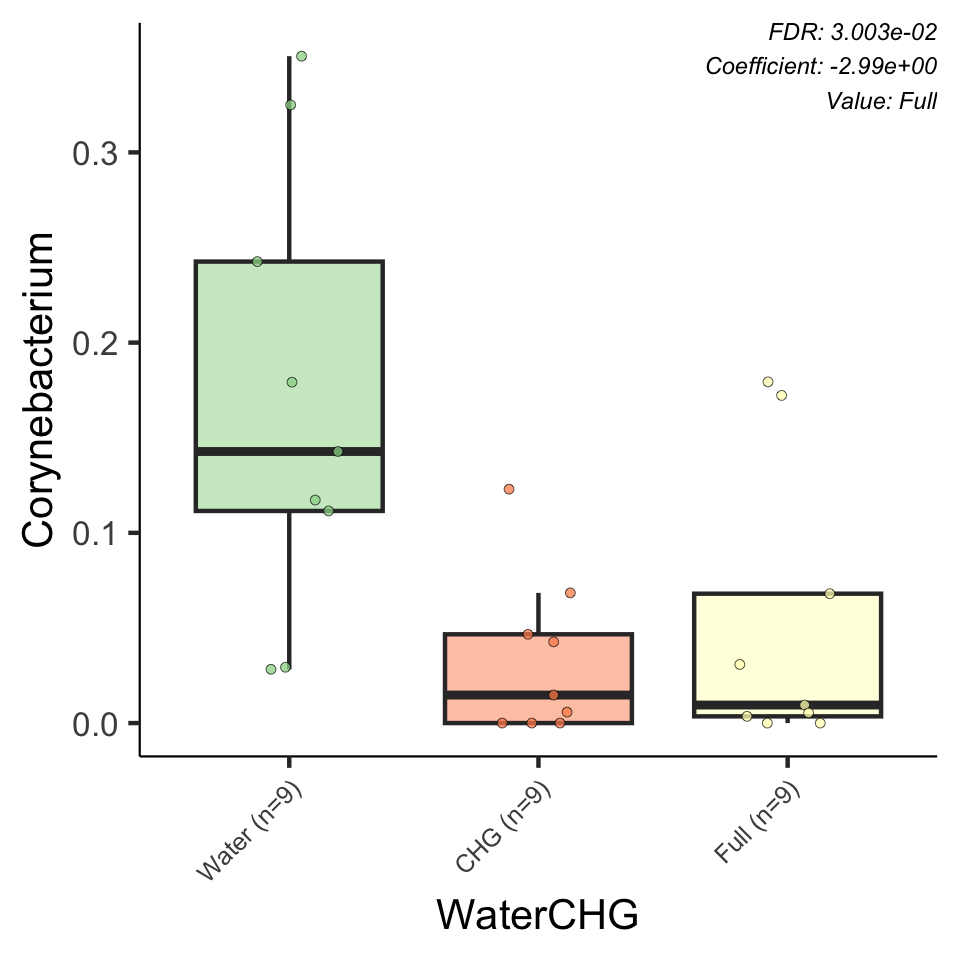 FDR: 3.003e-02
Coefficient: -2.99e+00
Value: Full
Corynebacterium
0.3
0.2
0.1
0.0
Water (n=9)
CHG (n=9)
Full (n=9)
WaterCHG